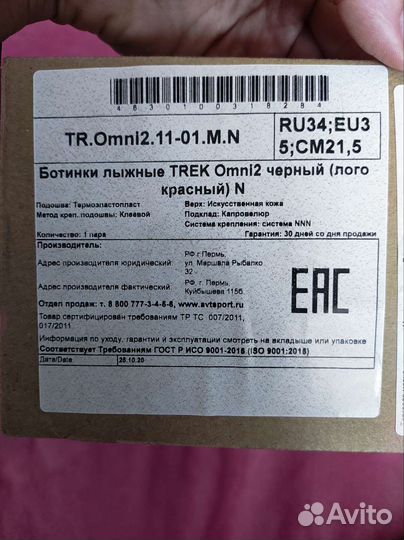 4630100318284
TR.Omni2.11-01.M.N
RU34;EU3
5;CM21,5
Ботинки лыжные TREK Omni2 черный (лого
красный) N
Подошва: Термоэластопласт
Верх: Искусственная кожа
Метод креп. подошвы: Клеевой
Подклад: Капровелюр
Система крепления: система NNN
Количество: 1 пара
Гарантия: 30 дней со дня продажи
Производитель:
Адрес производителя юридический
РФ г Пермь,
ул. Маршала Рыбалко
32
Адрес производителя фактический
РФ, г. Пермь,
Куйбышева 115б.
Отдел продаж: т. 8 800 777-3-4-5-6, www.avtsport.ru,
Товар сертифицирован требованиям ТР ТС 007/2011,
017/2011
EAC
Информация по уходу, гарантии и эксплуатации смотреть на вкладыше или упаковке
Соответствует Требованиям ГОСТ Р ИСО 9001-2015 (ISO 9001:2015)
Дата/Date
28.10.20
Avito